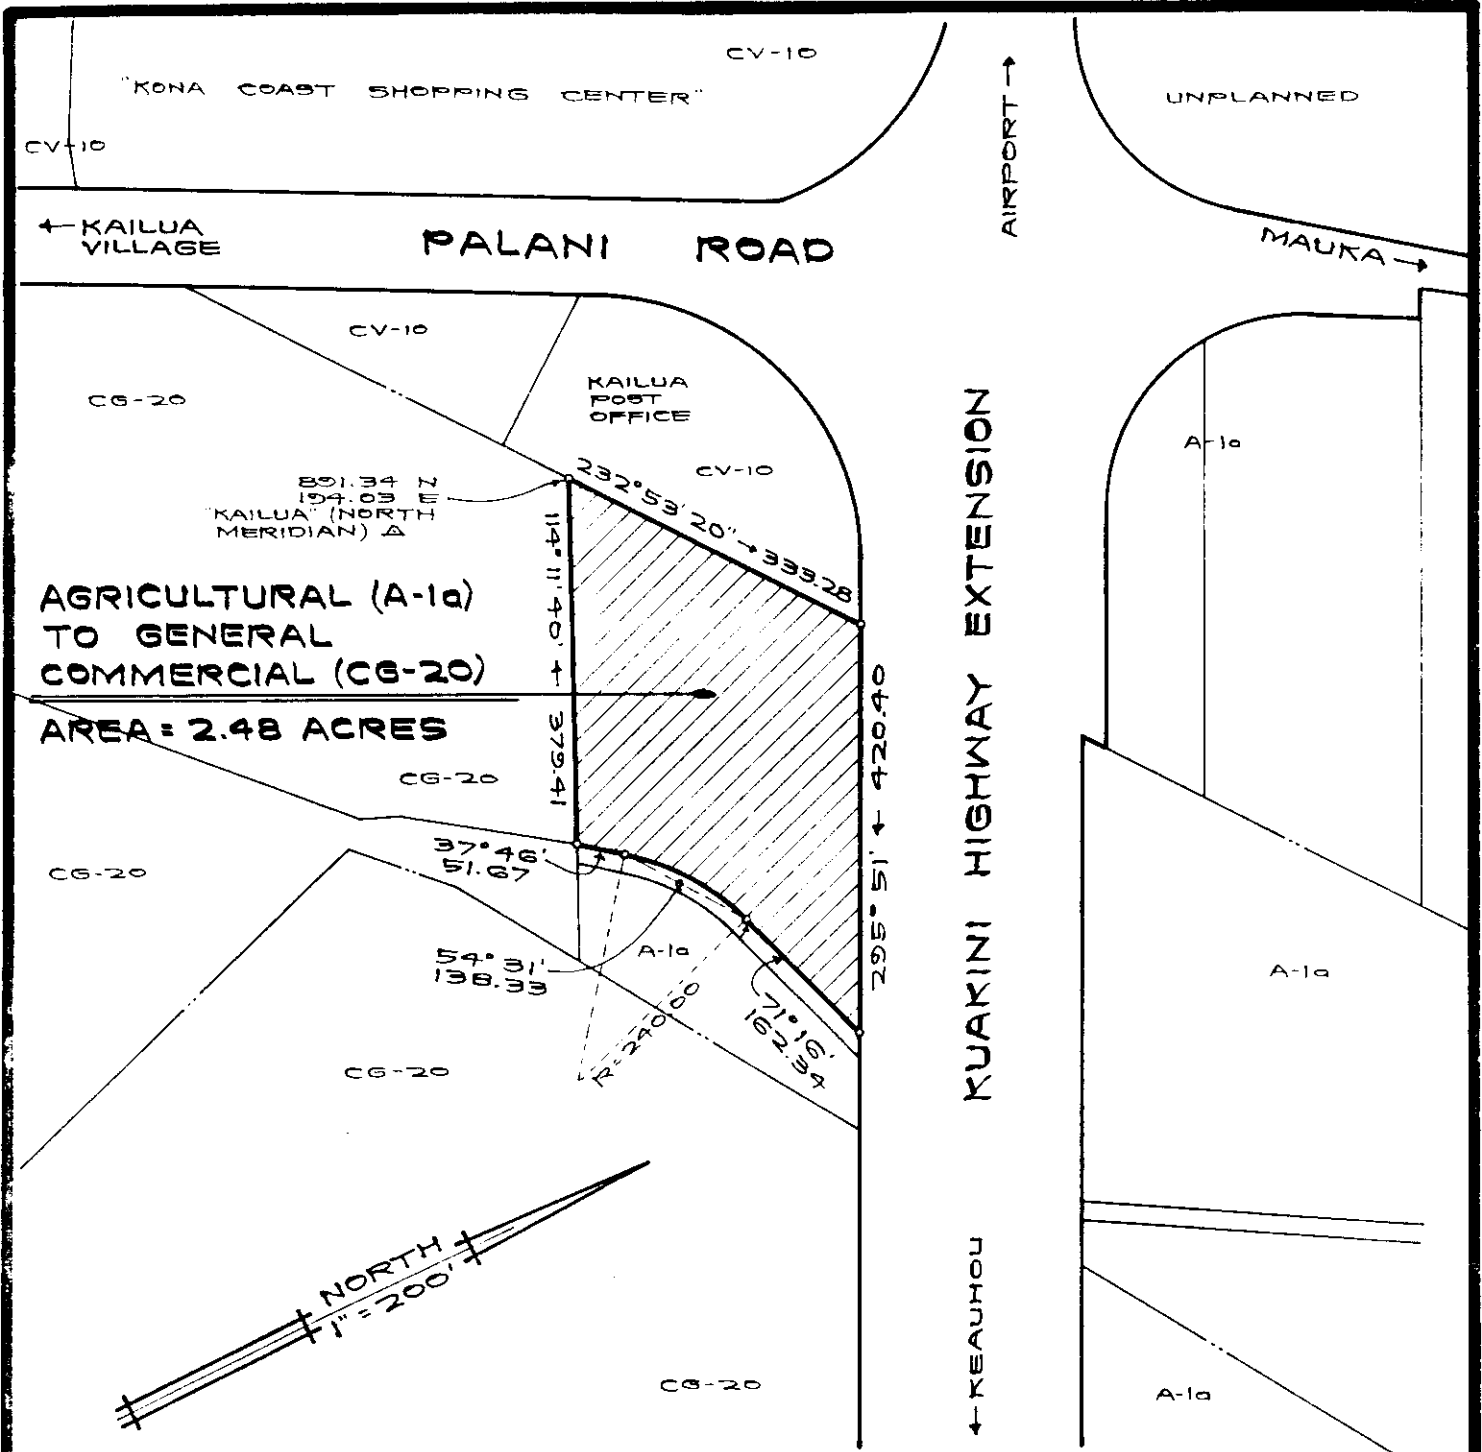 CV-10
"KONA COAST SHOPPING CENTER"
CV-10
AIRPORT →
UNPLANNED
← KAILUA
VILLAGE
PALANI ROAD
MAUKA →
CV-10
KAILUA
POST
OFFICE
CG-20
CV-10
A-1a
891.34 N
194.03 E
"KAILUA" (NORTH
MERIDIAN) △
232° 53' 20" → 333.28
114° 11' 40" ← 379.41
AGRICULTURAL (A-1a)
TO GENERAL
COMMERCIAL (CG-20)
AREA = 2.48 ACRES
295° 51' ← 420.40
KUAKINI HIGHWAY EXTENSION
CG-20
37° 46'
51.67
CG-20
54° 31'
138.33
A-1a
R=240.00
71° 16'
162.34
A-1a
CG-20
NORTH
1" = 200'
← KEAUHOU
CG-20
A-1a